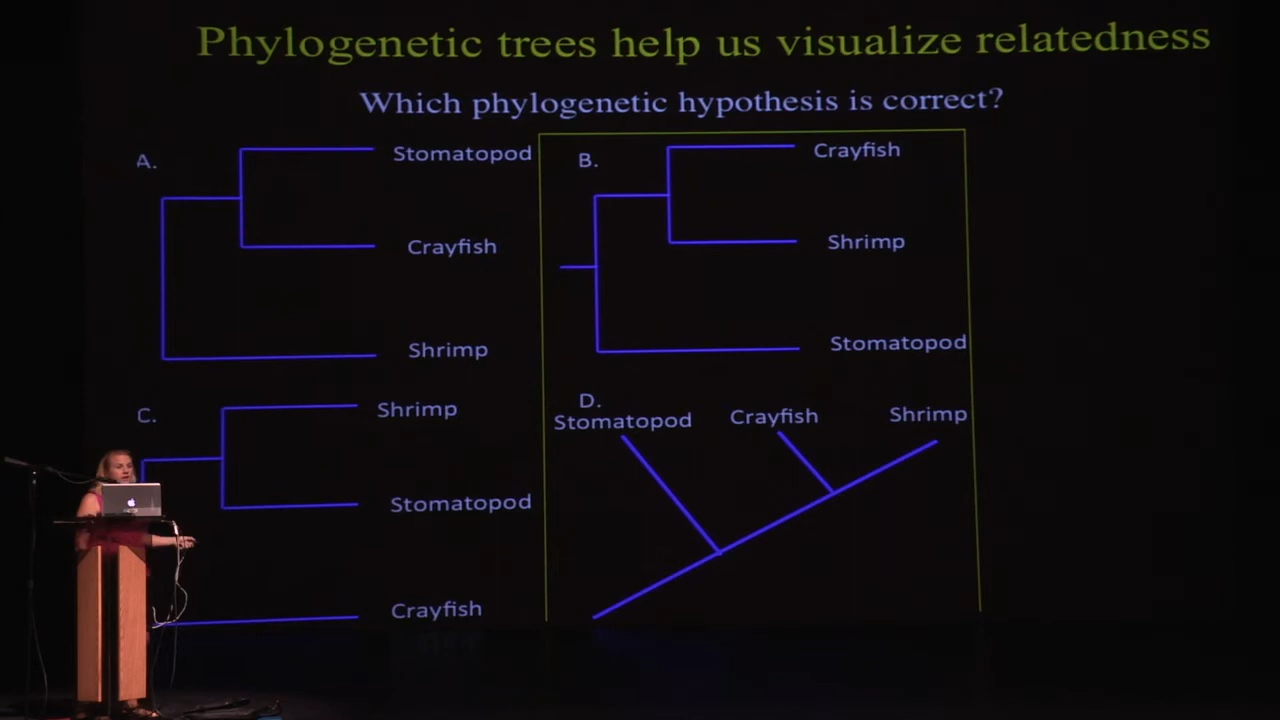 Phylogenetic trees help us visualize relatedness
Which phylogenetic hypothesis is correct?
A.
Stomatopod
Crayfish
Shrimp
B.
Crayfish
Shrimp
Stomatopod
C.
Shrimp
Stomatopod
Crayfish
D.
Stomatopod
Crayfish
Shrimp